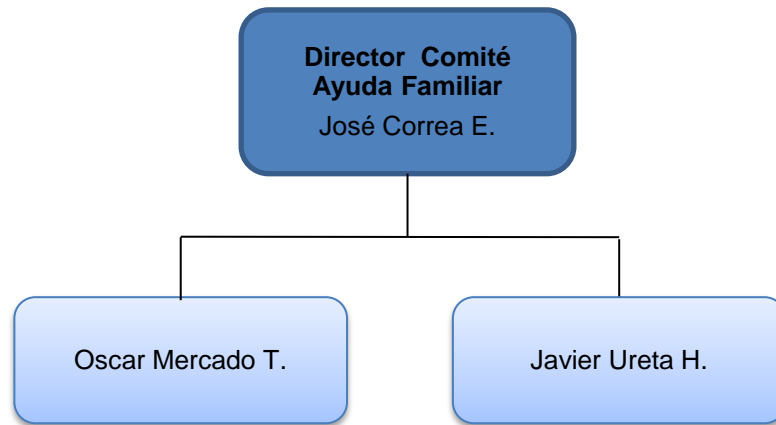 Director Comité
Ayuda Familiar
José Correa E.
Oscar Mercado T.
Javier Ureta H.